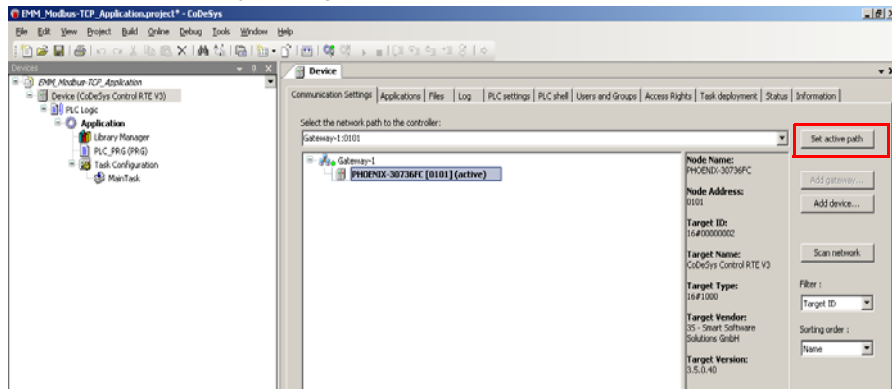 EMM_Modbus-TCP_Application.project* - CoDeSys
File Edit View Project Build Online Debug Tools Window Help
Devices
EMM_Modbus-TCP_Application
Device (CoDeSys Control RTE V3)
PLC Logic
Application
Library Manager
PLC_PRG (PRG)
Task Configuration
MainTask
Device
Communication Settings Applications Files Log PLC settings PLC shell Users and Groups Access Rights Task deployment Status Information
Select the network path to the controller:
Gateway-1:0101
Set active path
Gateway-1
PHOENIX-30736FC [0101] (active)
Node Name:
PHOENIX-30736FC
Node Address:
0101
Target ID:
16#00000002
Target Name:
CoDeSys Control RTE V3
Target Type:
16#1000
Target Vendor:
3S - Smart Software
Solutions GmbH
Target Version:
3.5.0.40
Add gateway...
Add device...
Scan network
Filter :
Target ID
Sorting order :
Name